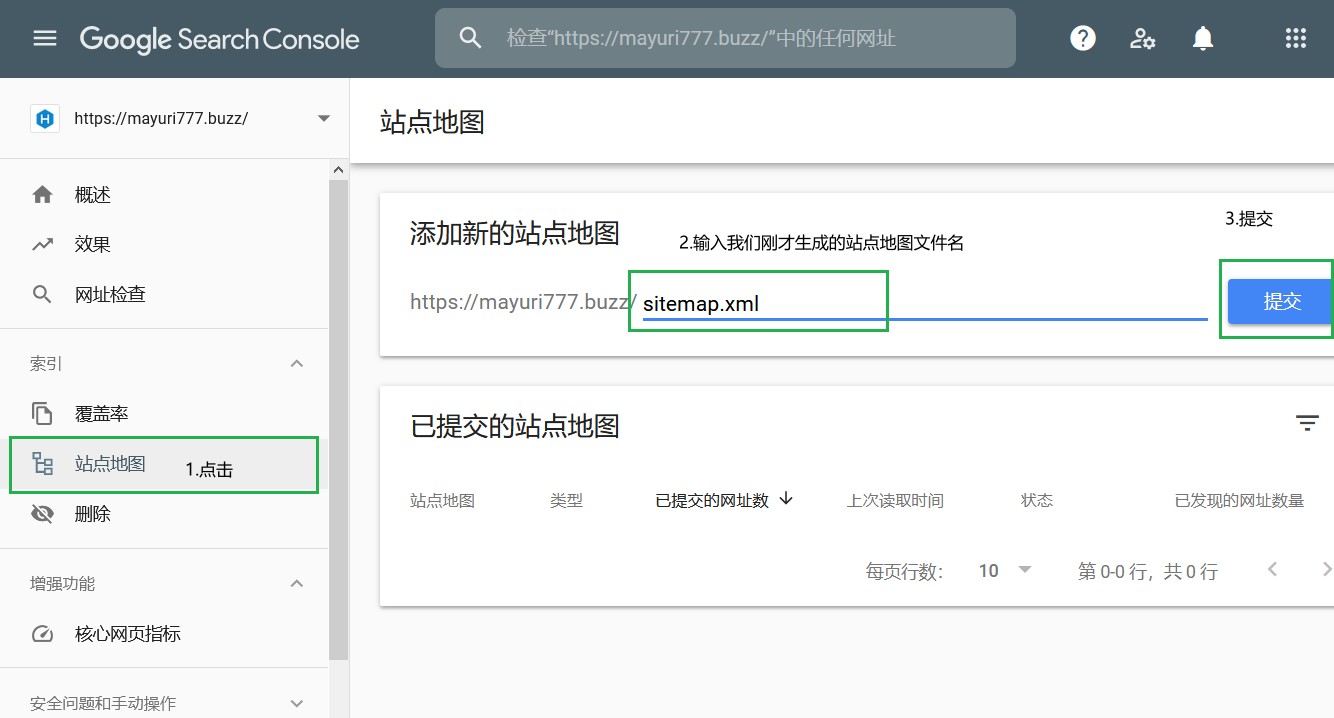 Google Search Console
检查“https://mayuri777.buzz/”中的任何网址
https://mayuri777.buzz/
站点地图
概述
效果
网址检查
索引
覆盖率
站点地图
1.点击
删除
增强功能
核心网页指标
安全问题和手动操作
添加新的站点地图
2.输入我们刚才生成的站点地图文件名
3.提交
https://mayuri777.buzz/ sitemap.xml
提交
已提交的站点地图
站点地图 类型 已提交的网址数 上次读取时间 状态 已发现的网址数量
每页行数: 10 第 0-0 行，共 0 行